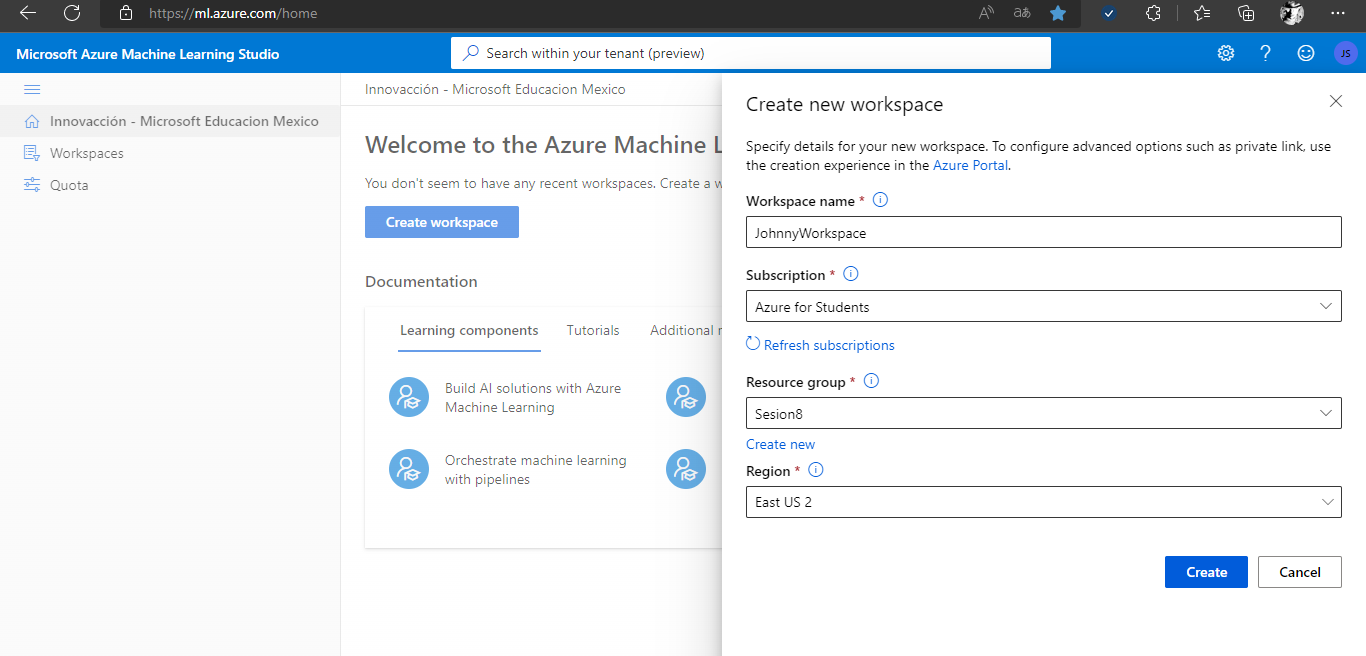 https://ml.azure.com/home
Microsoft Azure Machine Learning Studio
Search within your tenant (preview)
JS
Innovacción - Microsoft Educacion Mexico
Workspaces
Quota
Innovacción - Microsoft Educacion Mexico
Welcome to the Azure Machine L
You don't seem to have any recent workspaces. Create a w
Create workspace
Documentation
Learning components
Tutorials
Additional r
Build AI solutions with Azure
Machine Learning
Orchestrate machine learning
with pipelines
Create new workspace
Specify details for your new workspace. To configure advanced options such as private link, use
the creation experience in the Azure Portal.
Workspace name *
JohnnyWorkspace
Subscription *
Azure for Students
Refresh subscriptions
Resource group *
Sesion8
Create new
Region *
East US 2
Create
Cancel